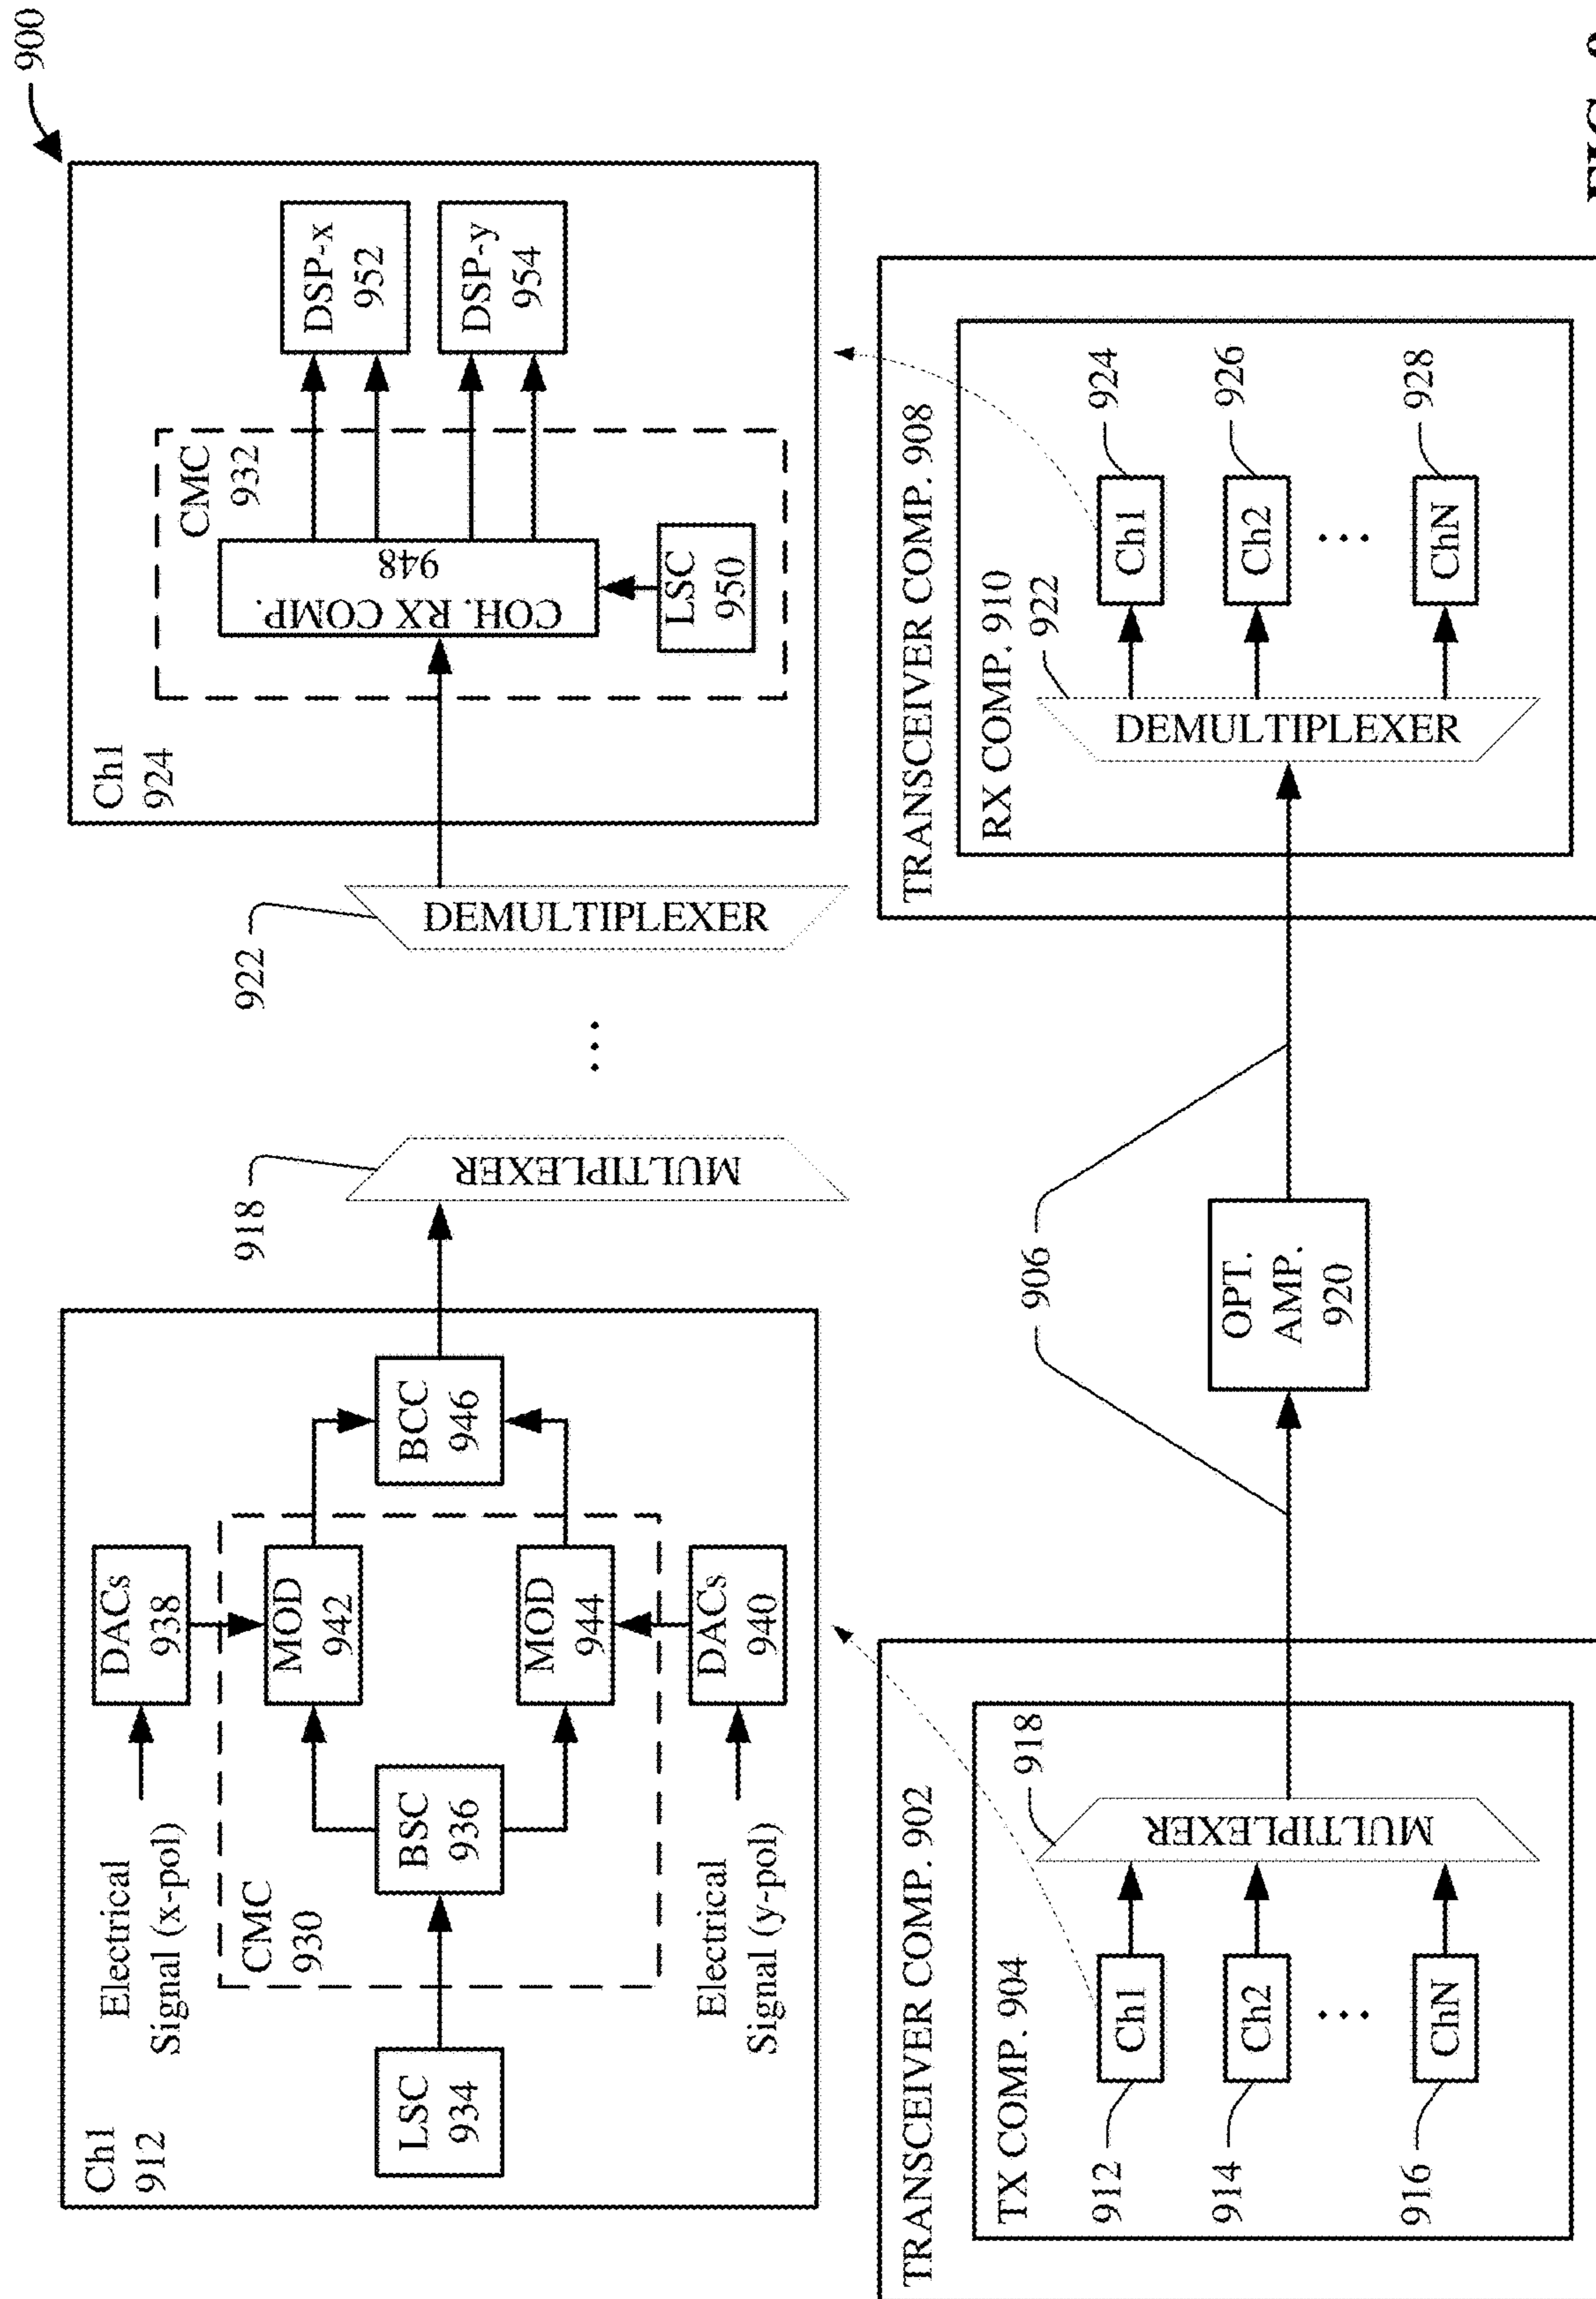 900
Ch1
912
LSC
934
CMC
930
BSC
936
Electrical
Signal (x-pol)
DACs
938
MOD
942
MOD
944
Electrical
Signal (y-pol)
DACs
940
BCC
946
918
MULTIPLEXER
...
922
DEMULTIPLEXER
Ch1
924
CMC
932
COH. RX COMP.
948
LSC
950
DSP-x
952
DSP-y
954
TRANSCEIVER COMP. 902
TX COMP. 904
912
Ch1
914
Ch2
...
916
ChN
918
MULTIPLEXER
906
OPT.
AMP.
920
TRANSCEIVER COMP. 908
RX COMP. 910
922
DEMULTIPLEXER
Ch1
924
Ch2
926
...
ChN
928